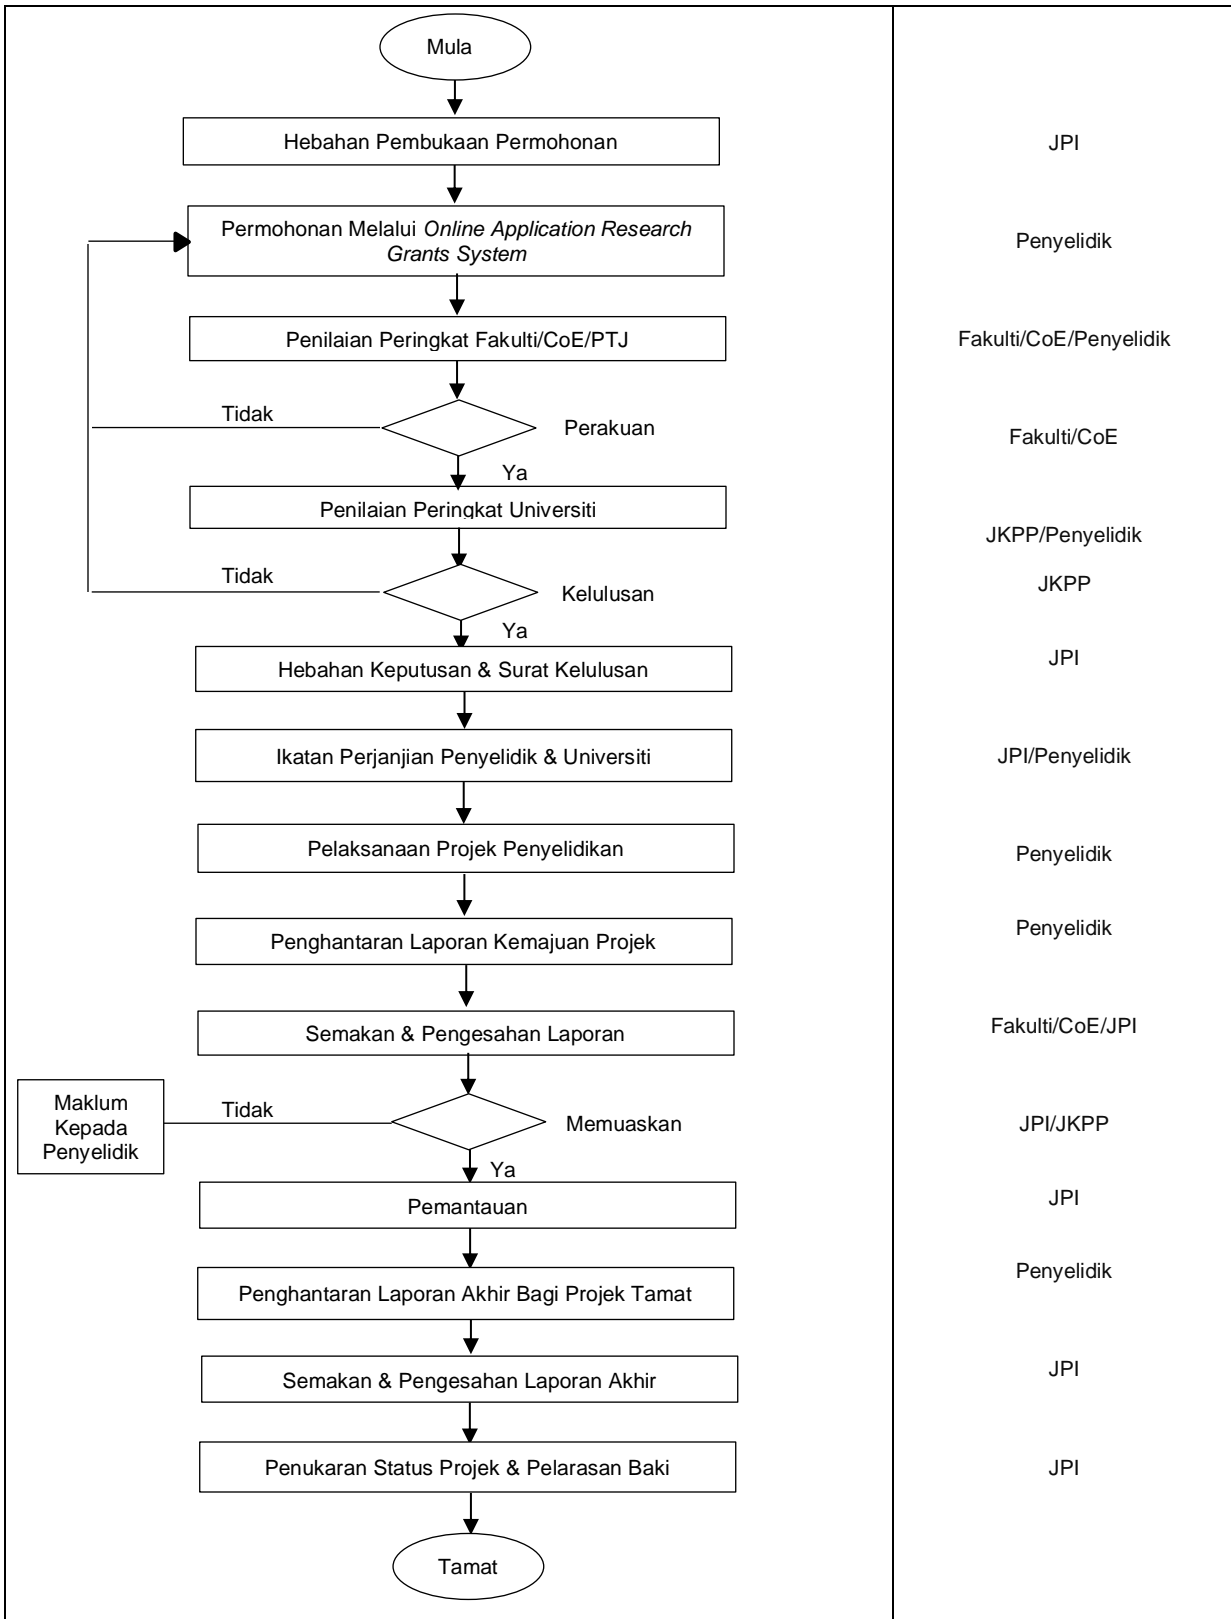 Mula
Hebahan Pembukaan Permohonan
JPI
Permohonan Melalui Online Application Research
Grants System
Penyelidik
Penilaian Peringkat Fakulti/CoE/PTJ
Fakulti/CoE/Penyelidik
Tidak
Perakuan
Fakulti/CoE
Ya
Penilaian Peringkat Universiti
JKPP/Penyelidik
Tidak
Kelulusan
JKPP
Ya
Hebahan Keputusan & Surat Kelulusan
JPI
Ikatan Perjanjian Penyelidik & Universiti
JPI/Penyelidik
Pelaksanaan Projek Penyelidikan
Penyelidik
Penghantaran Laporan Kemajuan Projek
Penyelidik
Semakan & Pengesahan Laporan
Fakulti/CoE/JPI
Maklum
Kepada
Penyelidik
Tidak
Memuaskan
JPI/JKPP
Ya
Pemantauan
JPI
Penghantaran Laporan Akhir Bagi Projek Tamat
Penyelidik
Semakan & Pengesahan Laporan Akhir
JPI
Penukaran Status Projek & Pelarasan Baki
JPI
Tamat